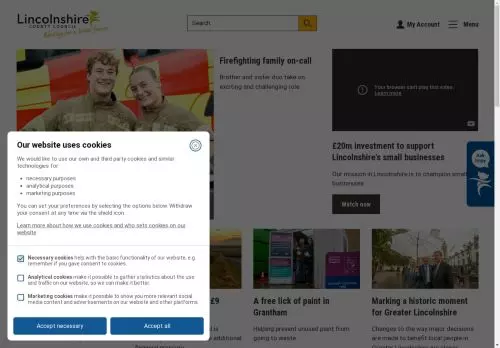 Lincolnshire
COUNTY COUNCIL
Working for a better future
Search
My Account
Menu
Firefighting family on-call
Brother and sister duo take on
exciting and challenging role
Your browser can't play this video.
Learn more
£20m investment to support
Lincolnshire's small businesses
Our mission in Lincolnshire is to champion small
businesses
Watch now
Ask
Our website uses cookies
We would like to use our own and third party cookies and similar
technologies for:
necessary purposes
analytical purposes
marketing purposes
You can set your preferences by selecting the options below. Withdraw
your consent at any time via the shield icon.
Learn more about how we use cookies and who sets cookies on our
website
Necessary cookies help with the basic functionality of our website, e.g.
remember if you gave consent to cookies.
Analytical cookies make it possible to gather statistics about the use
and traffic on our website, so we can make it better.
Marketing cookies make it possible to show you more relevant social
media content and advertisements on our website and other platforms.
Accept necessary
Accept all
£9
additional
A free lick of paint in
Grantham
Helping prevent unused paint from
going to waste
Marking a historic moment
for Greater Lincolnshire
Changes to the way major decisions
are made to benefit local people in
Greater Lincolnshire